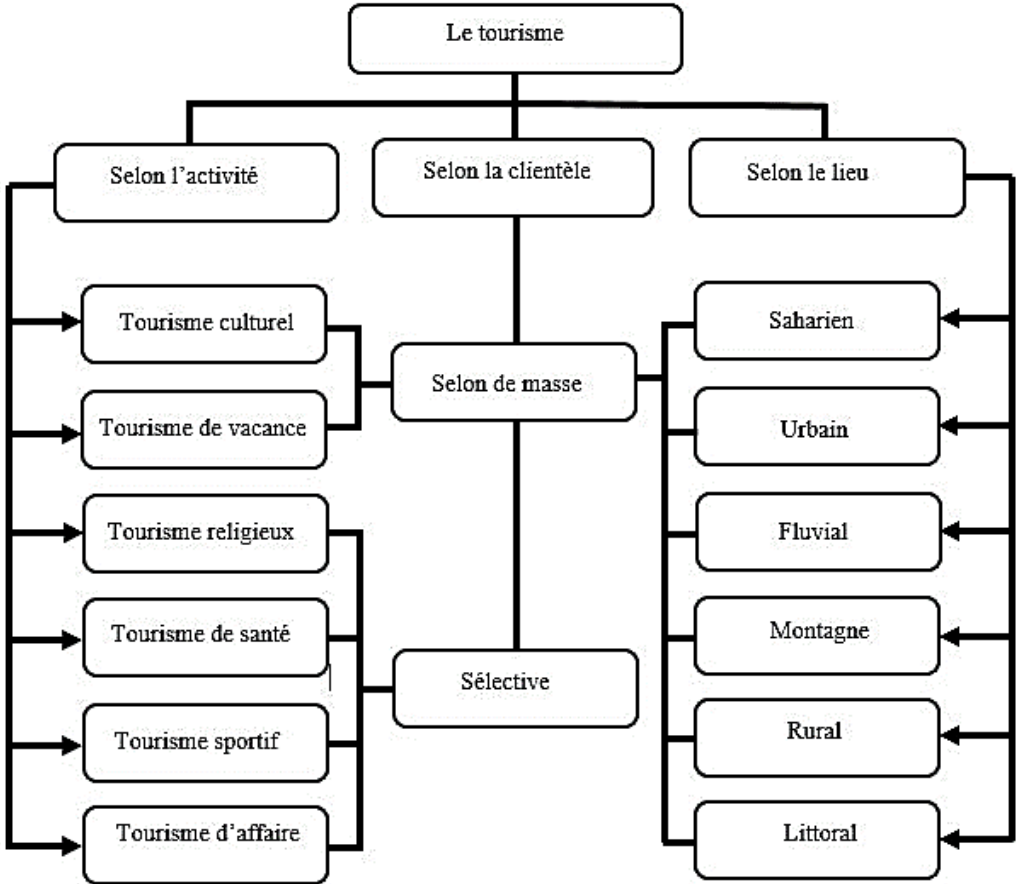 Le tourisme
Selon l’activité
Selon la clientèle
Selon le lieu
Tourisme culturel
Tourisme de vacance
Tourisme religieux
Tourisme de santé
Tourisme sportif
Tourisme d’affaire
Selon de masse
Sélective
Saharien
Urbain
Fluvial
Montagne
Rural
Littoral